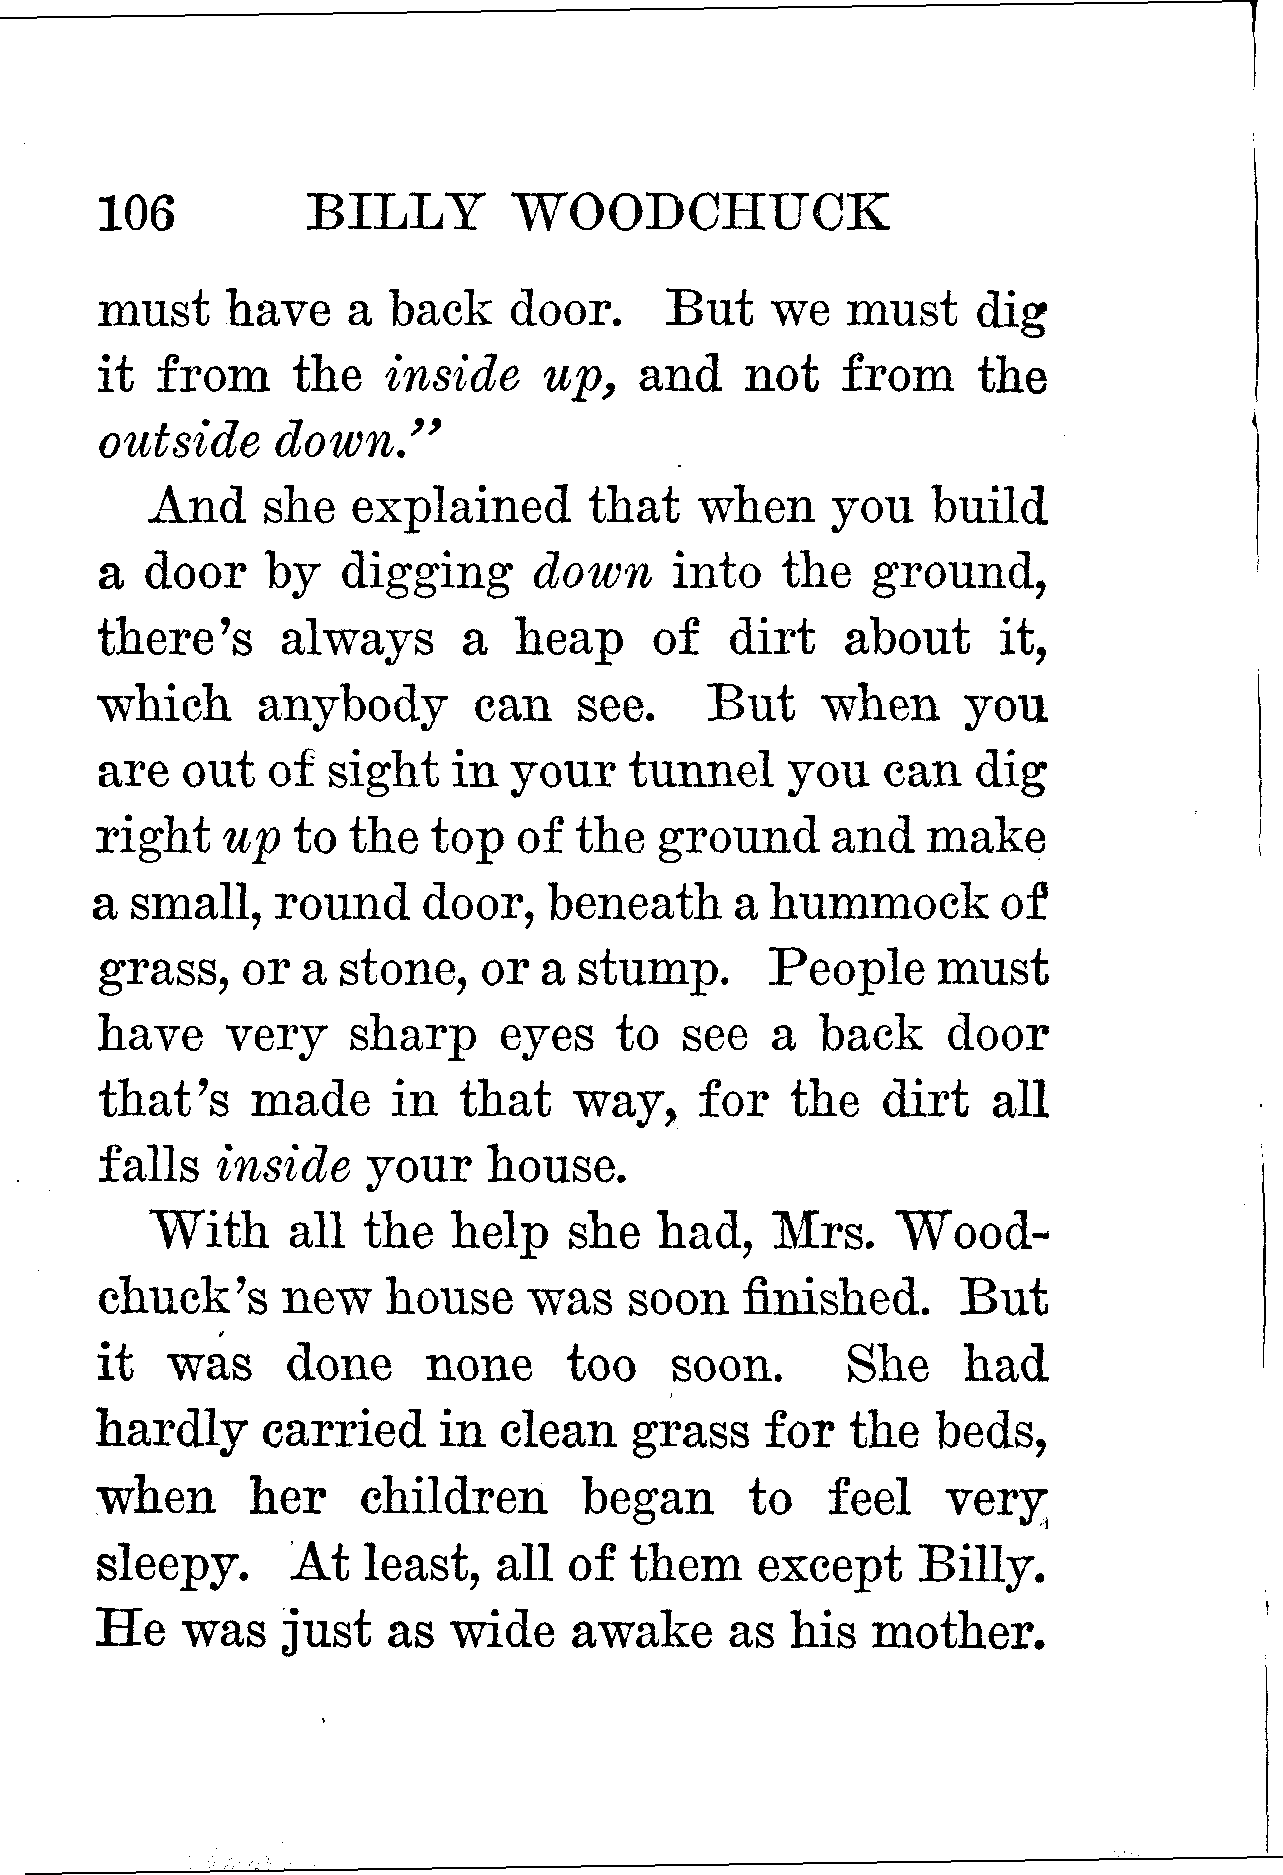 106 BILLY WOODCHUCK
must have a back door. But we must dig
it from the inside up, and not from the
outside down.”
And she explained that when you build
a door by digging down into the ground,
there’s always a heap of dirt about it,
which anybody can see. But when you
are out of sight in your tunnel you can dig
right up to the top of the ground and make
a small, round door, beneath a hummock of
grass, or a stone, or a stump. People must
have very sharp eyes to see a back door
that’s made in that way, for the dirt all
falls inside your house.
With all the help she had, Mrs. Wood-
chuck’s new house was soon finished. But
it was done none too soon. She had
hardly carried in clean grass for the beds,
when her children began to feel very
sleepy. At least, all of them except Billy.
He was just as wide awake as his mother.